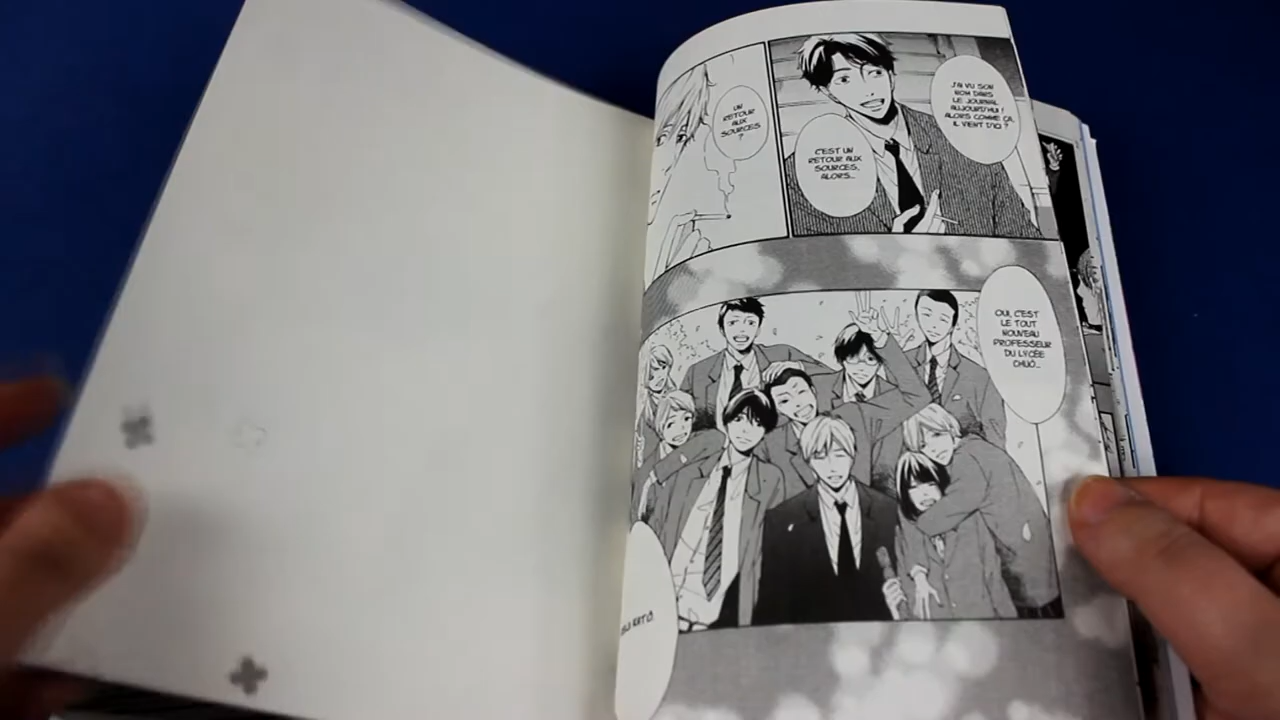 J'AI VU SON
NOM DANS
LE JOURNAL
AUJOURD'HUI !
ALORS COMME ÇA,
IL VIENT D'ICI ?
C'EST UN
RETOUR AUX
SOURCES,
ALORS...
UN
RETOUR
AUX
SOURCES
?
OUI, C'EST
LE TOUT
NOUVEAU
PROFESSEUR
DU LYCÉE
CHUÔ...
KATÔ.